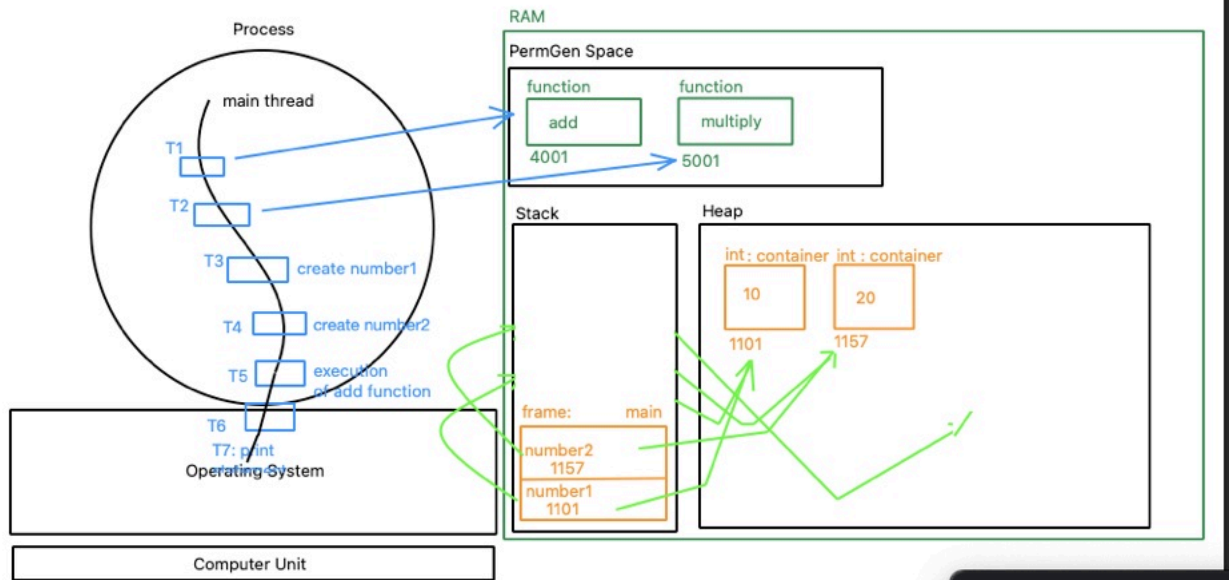 Process
main thread
T1
T2
T3
create number1
T4
create number2
T5
execution
of add function
T6
T7: print
Operating System
Computer Unit
RAM
PermGen Space
function
add
4001
function
multiply
5001
Stack
frame: main
number2
1157
number1
1101
Heap
int : container
10
1101
int : container
20
1157